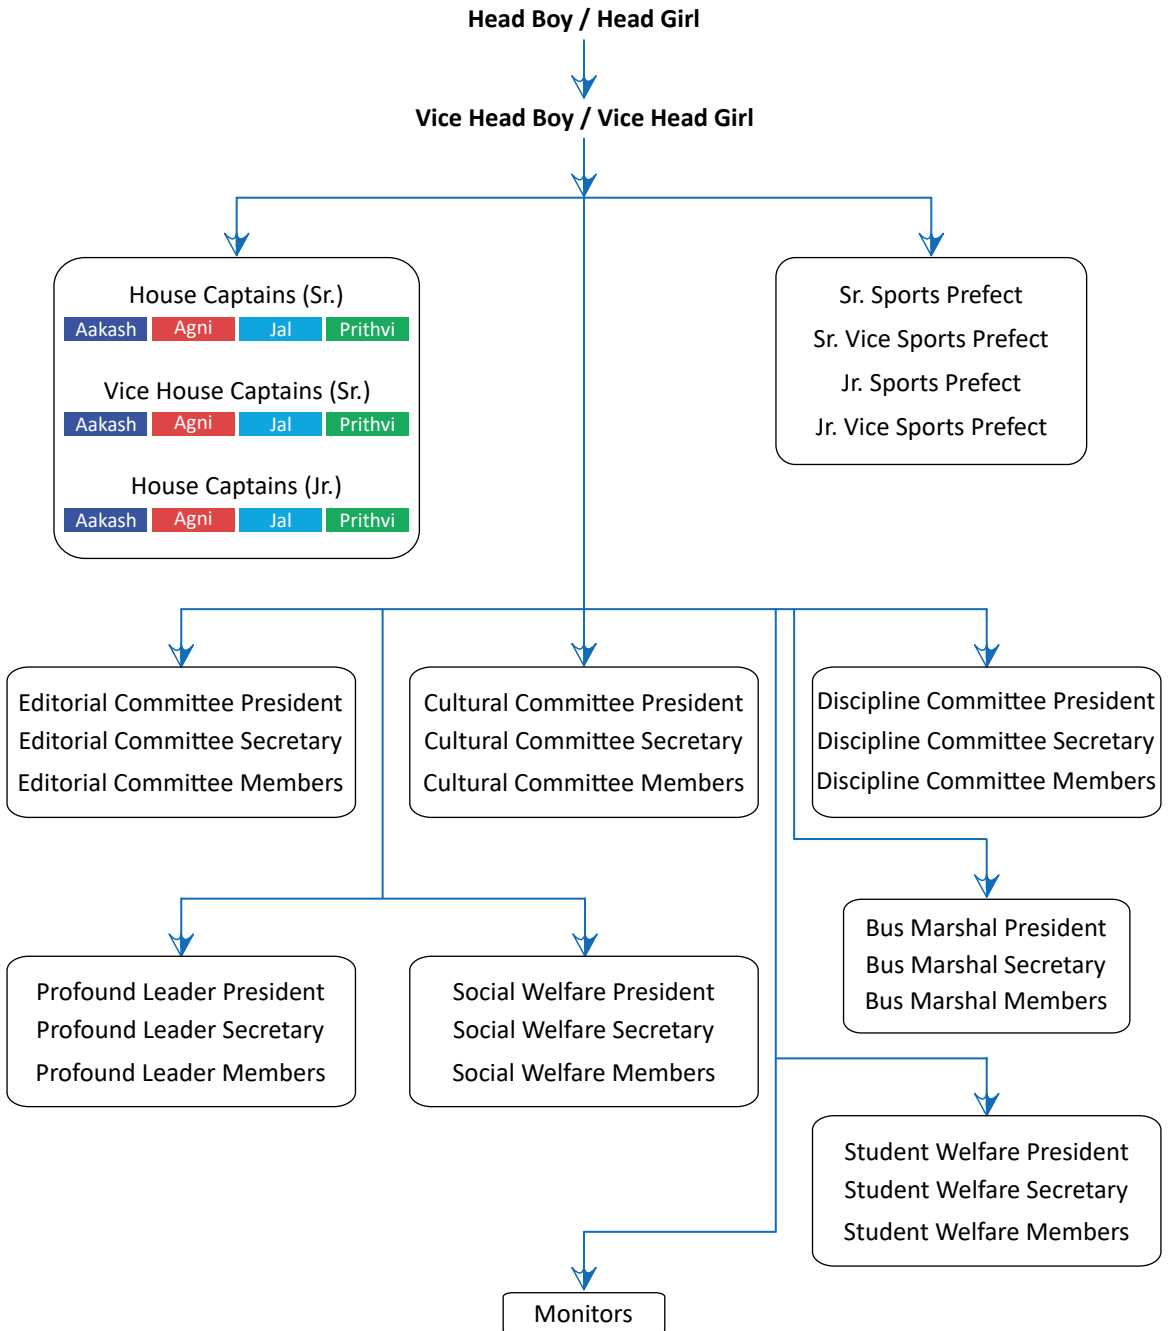 Head Boy / Head Girl
Vice Head Boy / Vice Head Girl
House Captains (Sr.)
Aakash Agni Jal Prithvi
Vice House Captains (Sr.)
Aakash Agni Jal Prithvi
House Captains (Jr.)
Aakash Agni Jal Prithvi
Sr. Sports Prefect
Sr. Vice Sports Prefect
Jr. Sports Prefect
Jr. Vice Sports Prefect
Editorial Committee President
Editorial Committee Secretary
Editorial Committee Members
Cultural Committee President
Cultural Committee Secretary
Cultural Committee Members
Discipline Committee President
Discipline Committee Secretary
Discipline Committee Members
Bus Marshal President
Bus Marshal Secretary
Bus Marshal Members
Profound Leader President
Profound Leader Secretary
Profound Leader Members
Social Welfare President
Social Welfare Secretary
Social Welfare Members
Student Welfare President
Student Welfare Secretary
Student Welfare Members
Monitors